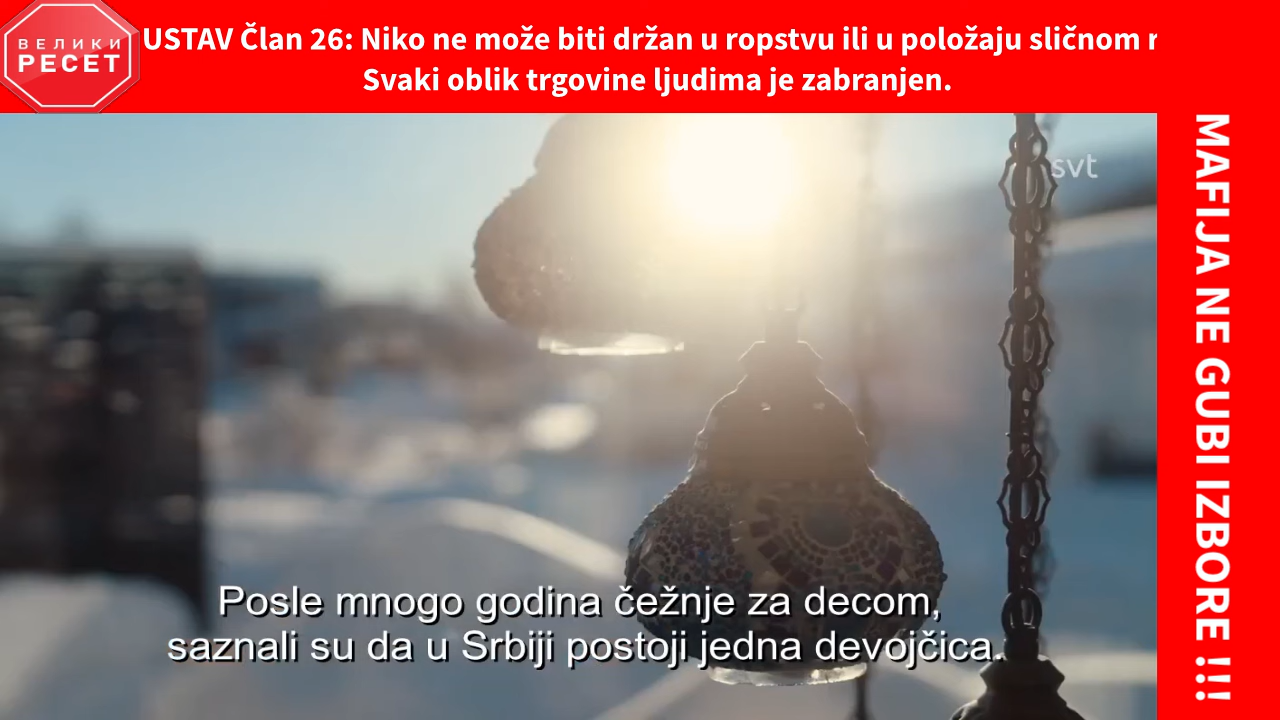 ВЕЛИКИ
РЕСЕТ
USTAV Član 26: Niko ne može biti držan u ropstvu ili u položaju sličnom
Svaki oblik trgovine ljudima je zabranjen.
svt
MAFIJA NE GUBI IZBORE !!!
Posle mnogo godina čežnje za decom,
saznali su da u Srbiji postoji jedna devojčica.